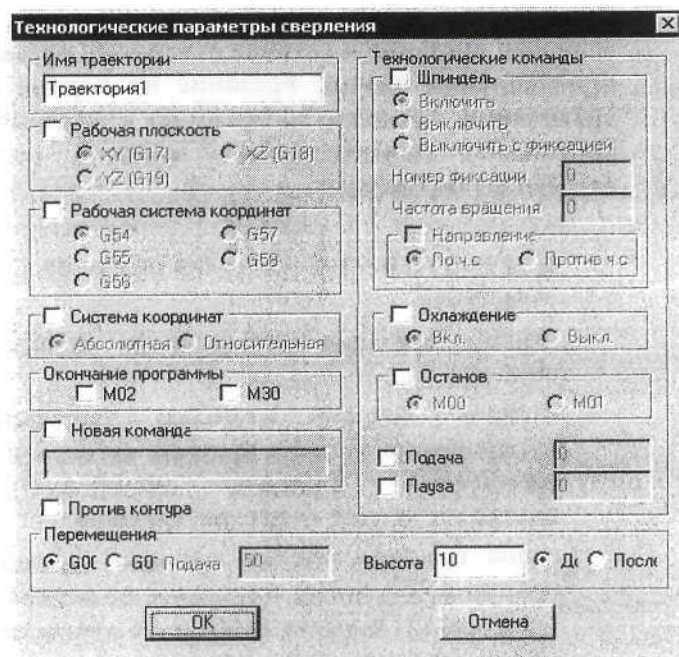 Технологические параметры сверления
Имя траектории
Траектория1
Рабочая плоскость
XY (G17) XZ (G18)
YZ (G19)
Рабочая система координат
G54 G57
G55 G58
G56
Система координат
Абсолютная Относительная
Окончание программы
M02 M30
Новая команда
Против контура
Технологические команды
Шпиндель
Включить
Выключить
Выключить с фиксацией
Номер фиксации 0
Частота вращения 0
Направление
По ч.с Против ч.с
Охлаждение
Вкл. Выкл.
Останов
M00 M01
Подача 0
Пауза 0
Перемещения
G00 G0 Подача 50 Высота 10 До После
OK Отмена